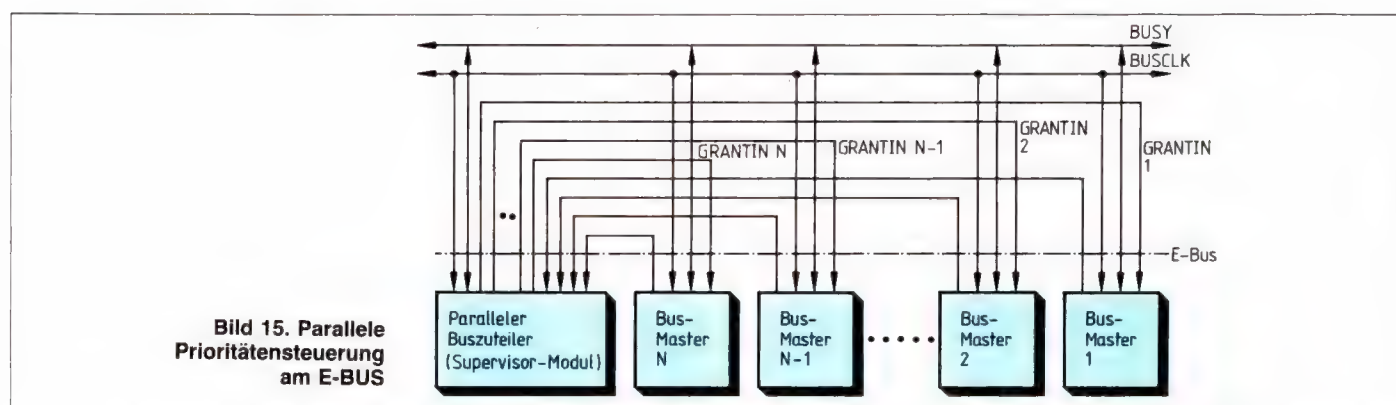 BUSY
BUSCLK
GRANTIN N
GRANTIN N-1
GRANTIN
2
GRANTIN
1
E-Bus
Paralleler
Buszuteiler
(Supervisor-Modul)
Bus-
Master
N
Bus-
Master
N-1
Bus-
Master
2
Bus-
Master
1
Bild 15. Parallele
Prioritätensteuerung
am E-BUS